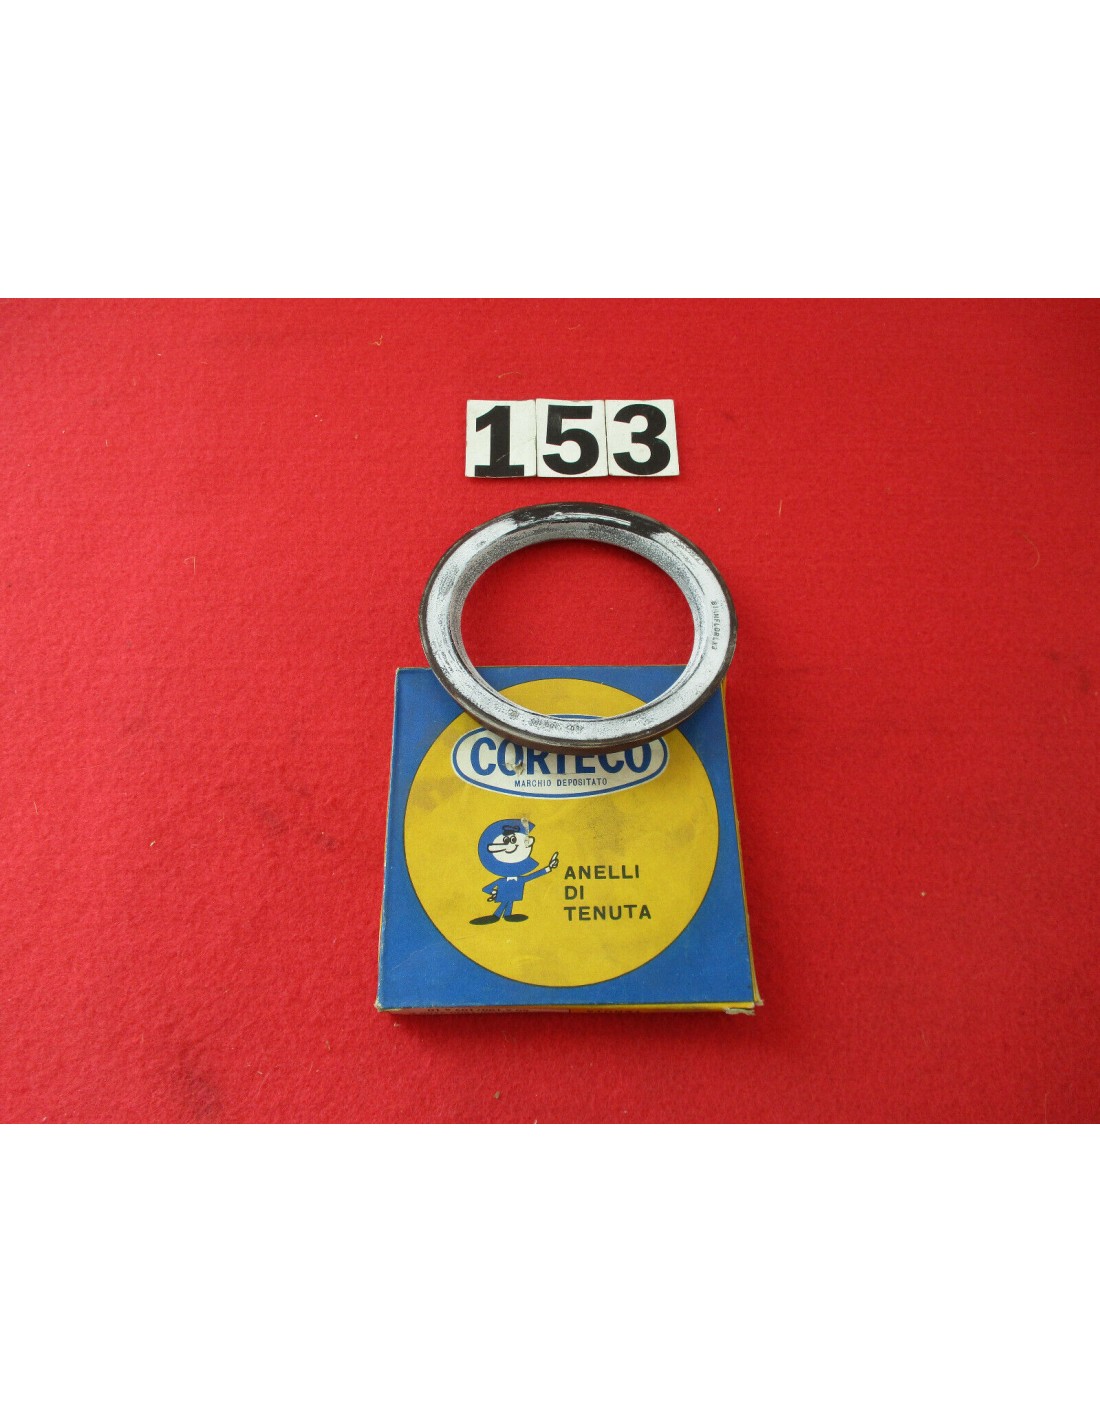 153
CORTECO
MARCHIO DEPOSITATO
ANELLI
DI
TENUTA